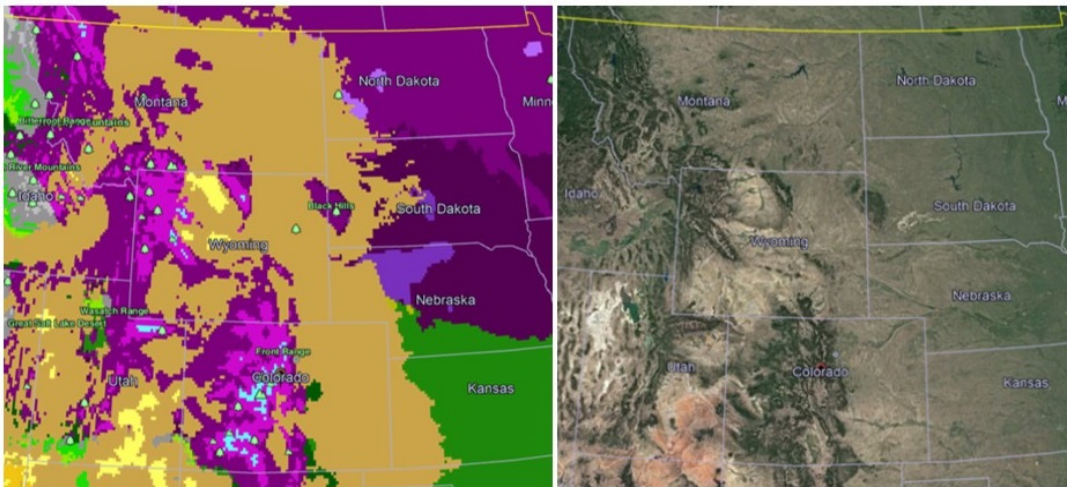 North Dakota
Montana
Minn
Bitterroot Range
Mountains
River Mountains
Idaho
Black Hills
South Dakota
Wyoming
Nebraska
Wasatch Range
Great Salt Lake Desert
Front Range
Utah
Colorado
Kansas
North Dakota
Montana
M
Idaho
South Dakota
Wyoming
Nebraska
Utah
Colorado
Kansas